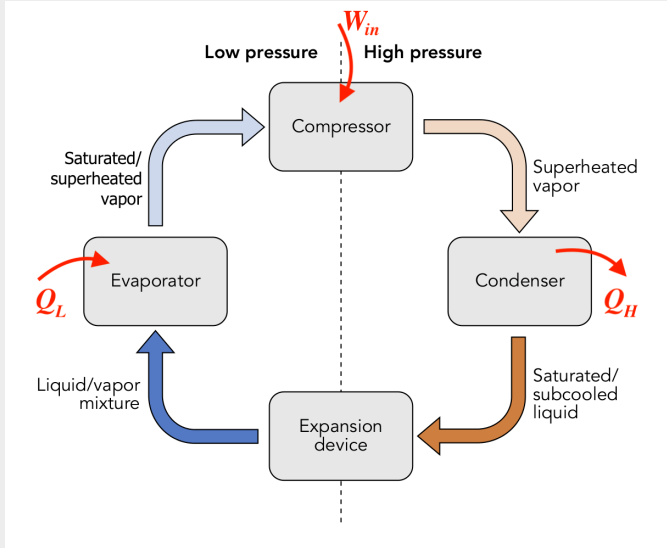 W_in
Low pressure
High pressure
Compressor
Saturated/
superheated
vapor
Superheated
vapor
Evaporator
Condenser
Q_L
Q_H
Liquid/vapor
mixture
Saturated/
subcooled
liquid
Expansion
device